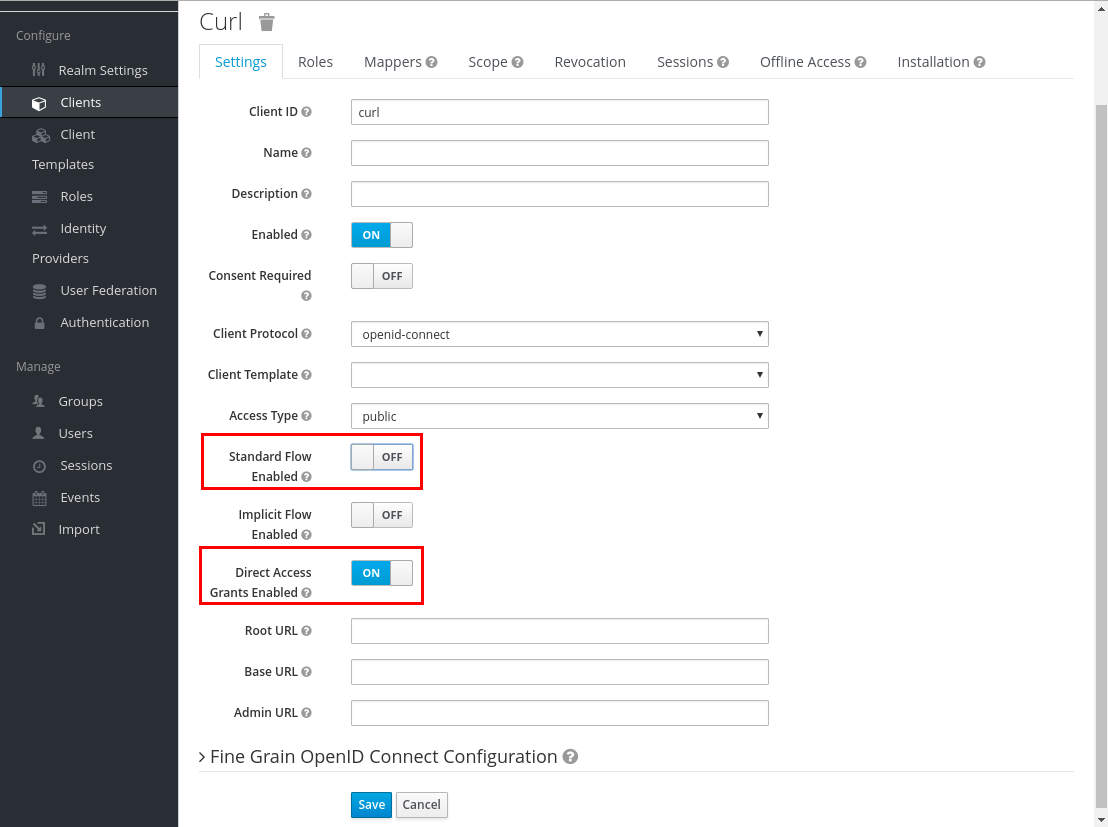 Configure
Realm Settings
Clients
Client
Templates
Roles
Identity
Providers
User Federation
Authentication
Manage
Groups
Users
Sessions
Events
Import
Curl
Settings Roles Mappers Scope Revocation Sessions Offline Access Installation
Client ID curl
Name
Description
Enabled ON
Consent Required OFF
Client Protocol openid-connect
Client Template
Access Type public
Standard Flow OFF
Enabled
Implicit Flow OFF
Enabled
Direct Access ON
Grants Enabled
Root URL
Base URL
Admin URL
Fine Grain OpenID Connect Configuration
Save Cancel